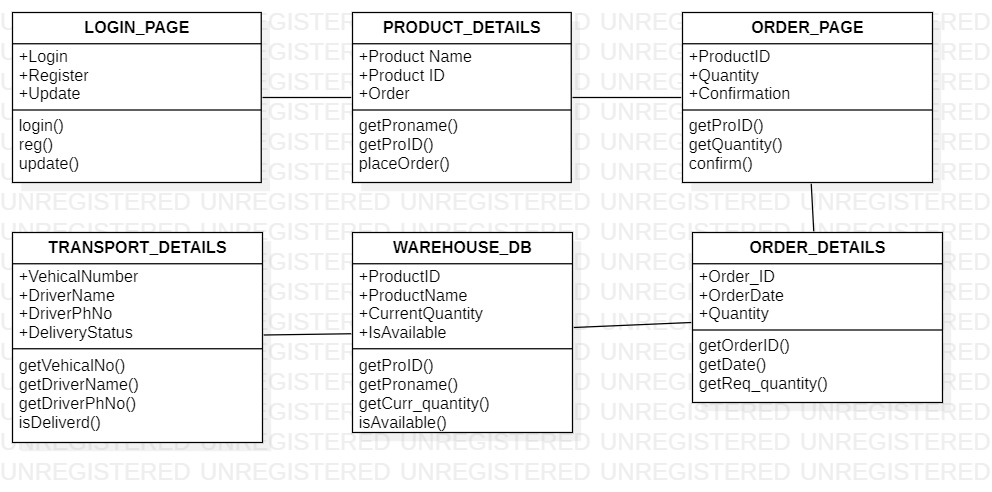 LOGIN_PAGE
+Login
+Register
+Update
login()
reg()
update()
PRODUCT_DETAILS
+Product Name
+Product ID
+Order
getProname()
getProID()
placeOrder()
ORDER_PAGE
+ProductID
+Quantity
+Confirmation
getProID()
getQuantity()
confirm()
TRANSPORT_DETAILS
+VehicalNumber
+DriverName
+DriverPhNo
+DeliveryStatus
getVehicalNo()
getDriverName()
getDriverPhNo()
isDeliverd()
WAREHOUSE_DB
+ProductID
+ProductName
+CurrentQuantity
+IsAvailable
getProID()
getProname()
getCurr_quantity()
isAvailable()
ORDER_DETAILS
+Order_ID
+OrderDate
+Quantity
getOrderID()
getDate()
getReq_quantity()
UNREGISTERED UNREGISTERED UNREGISTERED UNREGISTERED UNREGISTERED